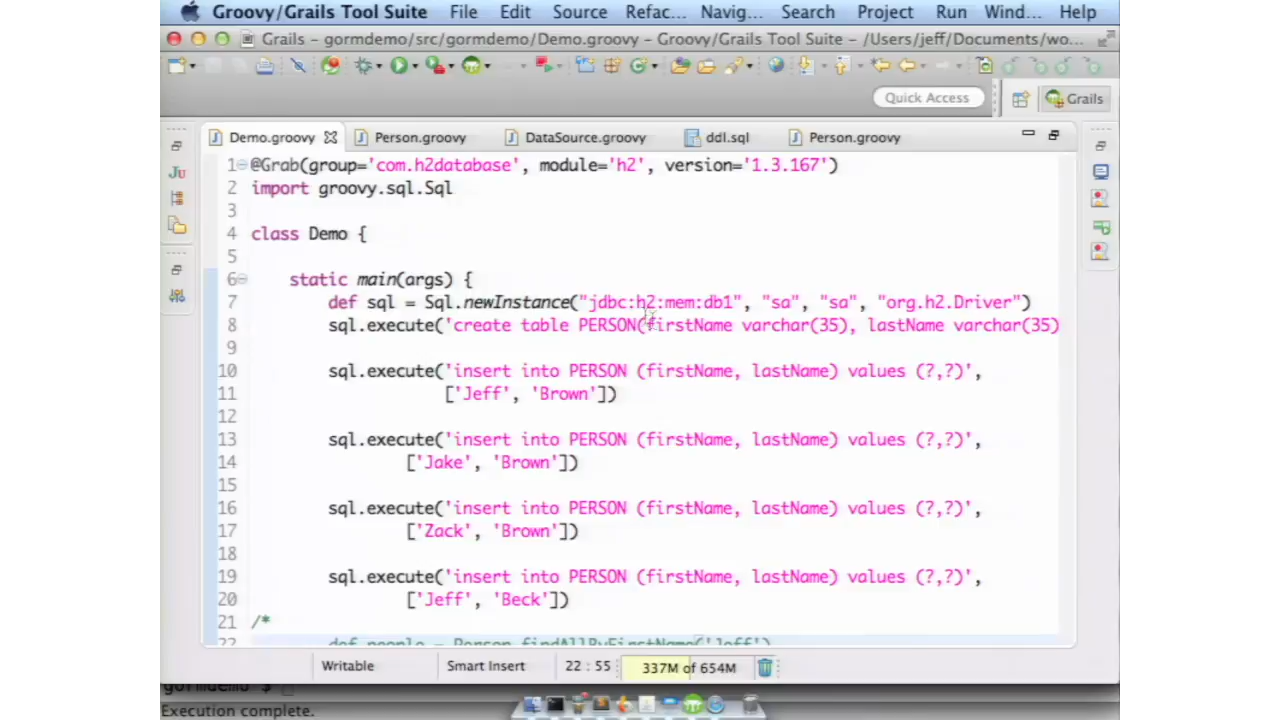 Groovy/Grails Tool Suite File Edit Source Refac... Navig... Search Project Run Wind... Help
Grails - gormdemo/src/gormdemo/Demo.groovy - Groovy/Grails Tool Suite - /Users/jeff/Documents/wo...
Quick Access
Grails
Demo.groovy Person.groovy DataSource.groovy ddl.sql Person.groovy
1 @Grab(group='com.h2database', module='h2', version='1.3.167')
2 import groovy.sql.Sql
3
4 class Demo {
5
6 static main(args) {
7 def sql = Sql.newInstance("jdbc:h2:mem:db1", "sa", "sa", "org.h2.Driver")
8 sql.execute('create table PERSON(firstName varchar(35), lastName varchar(35)
9
10 sql.execute('insert into PERSON (firstName, lastName) values (?,?)',
11 ['Jeff', 'Brown'])
12
13 sql.execute('insert into PERSON (firstName, lastName) values (?,?)',
14 ['Jake', 'Brown'])
15
16 sql.execute('insert into PERSON (firstName, lastName) values (?,?)',
17 ['Zack', 'Brown'])
18
19 sql.execute('insert into PERSON (firstName, lastName) values (?,?)',
20 ['Jeff', 'Beck'])
21 /*
22 def people = Person.findAllByFirstName('Jeff')
Writable Smart Insert 22 : 55 337M of 654M
gormdemo $
Execution complete.